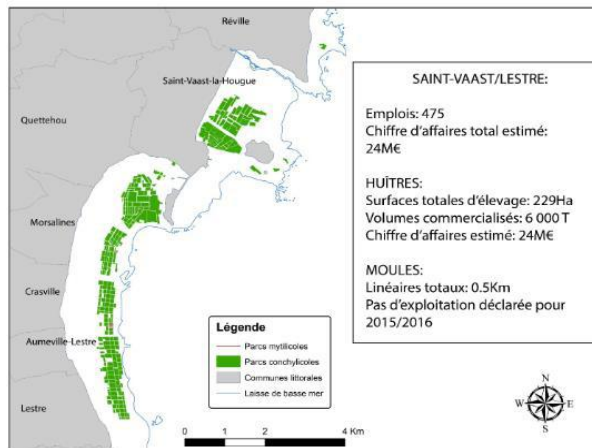 Réville
Saint-Vaast-la-Hougue
Quettehou
Morsalines
Crasville
Aumeville-Lestre
Lestre
SAINT-VAAST/LESTRE:
Emplois: 475
Chiffre d'affaires total estimé:
24M€
HUÎTRES:
Surfaces totales d'élevage: 229Ha
Volumes commercialisés: 6 000 T
Chiffre d'affaires estimé: 24M€
MOULES:
Linéaires totaux: 0.5Km
Pas d'exploitation déclarée pour
2015/2016
Légende
Parcs mytilicoles
Parcs conchylicoles
Communes littorales
Laisse de basse mer
0 1 2 4 Km
N
W E
S